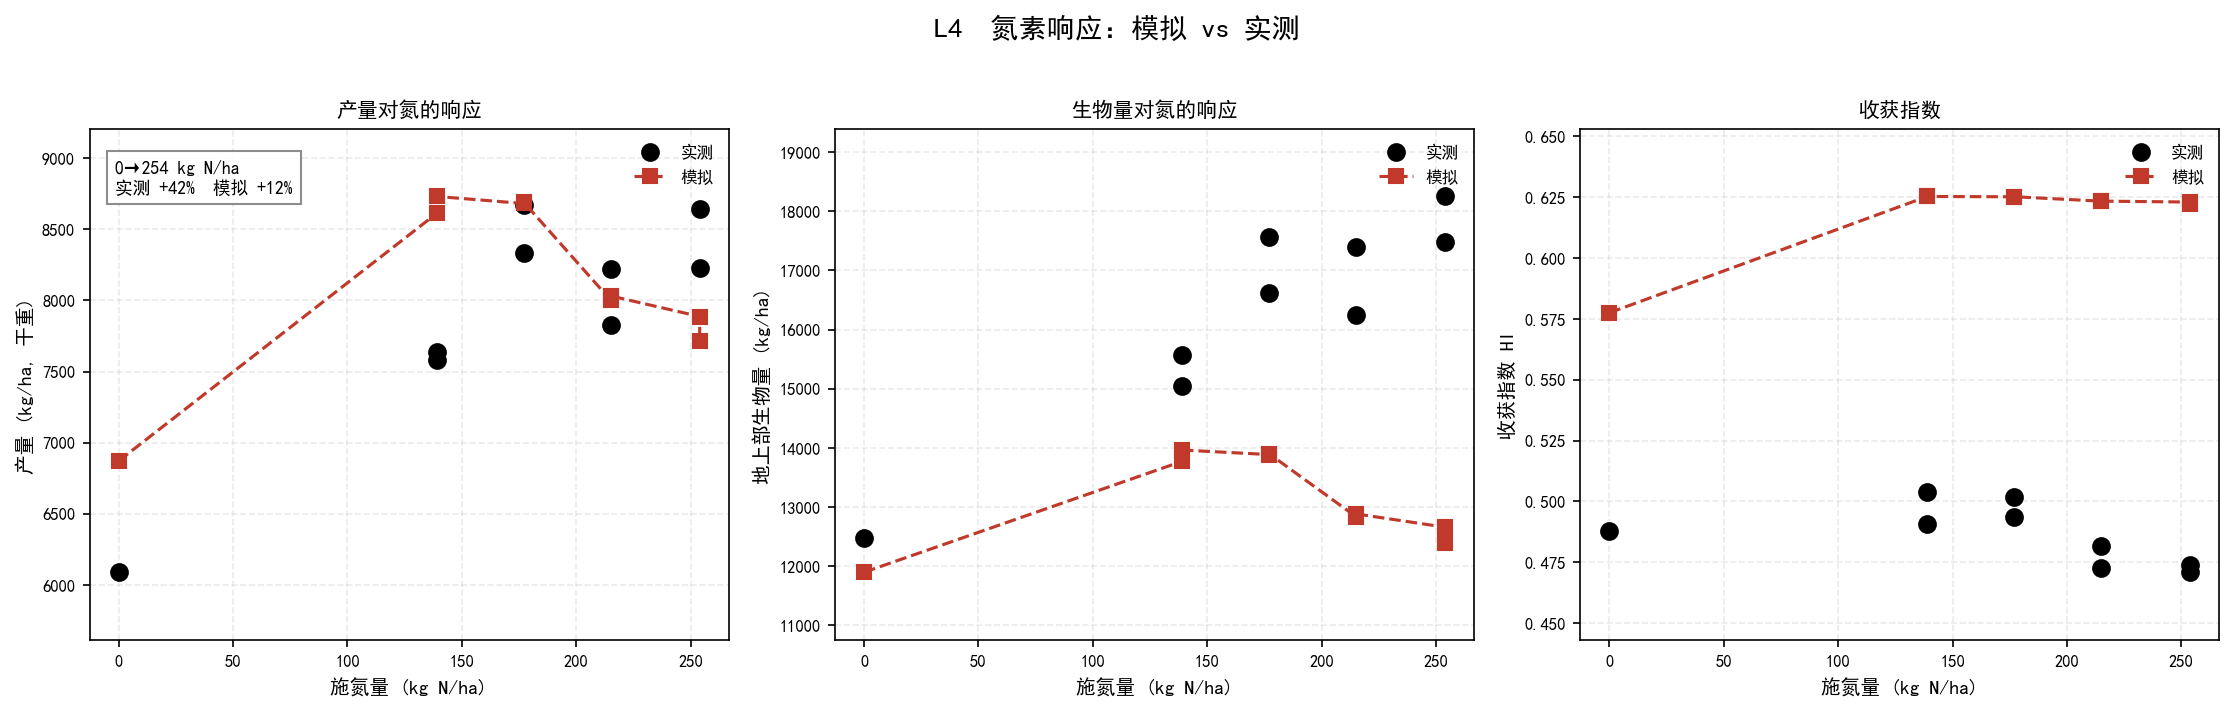 L4  氮素响应：模拟 vs 实测
产量对氮的响应
0→254 kg N/ha
实测 +42%  模拟 +12%
实测
模拟
9000
8500
8000
7500
7000
6500
6000
产量 (kg/ha, 干重)
0
50
100
150
200
250
施氮量 (kg N/ha)
生物量对氮的响应
实测
模拟
19000
18000
17000
16000
15000
14000
13000
12000
11000
地上部生物量 (kg/ha)
0
50
100
150
200
250
施氮量 (kg N/ha)
收获指数
实测
模拟
0.650
0.625
0.600
0.575
0.550
0.525
0.500
0.475
0.450
收获指数 HI
0
50
100
150
200
250
施氮量 (kg N/ha)